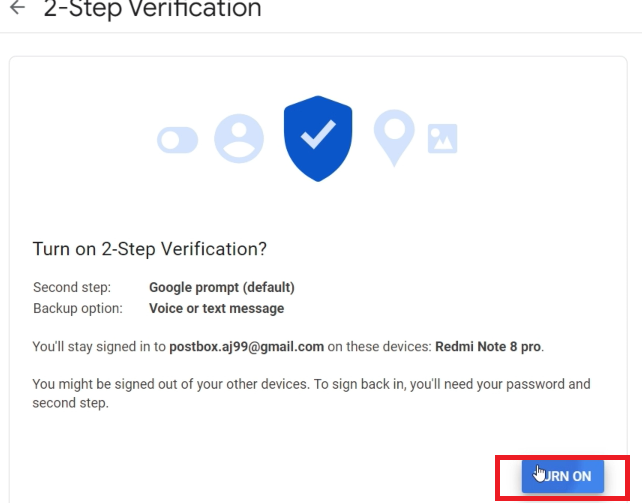 2-Step Verification
Turn on 2-Step Verification?
Second step: Google prompt (default)
Backup option: Voice or text message
You'll stay signed in to postbox.aj99@gmail.com on these devices: Redmi Note 8 pro.
You might be signed out of your other devices. To sign back in, you'll need your password and
second step.
TURN ON